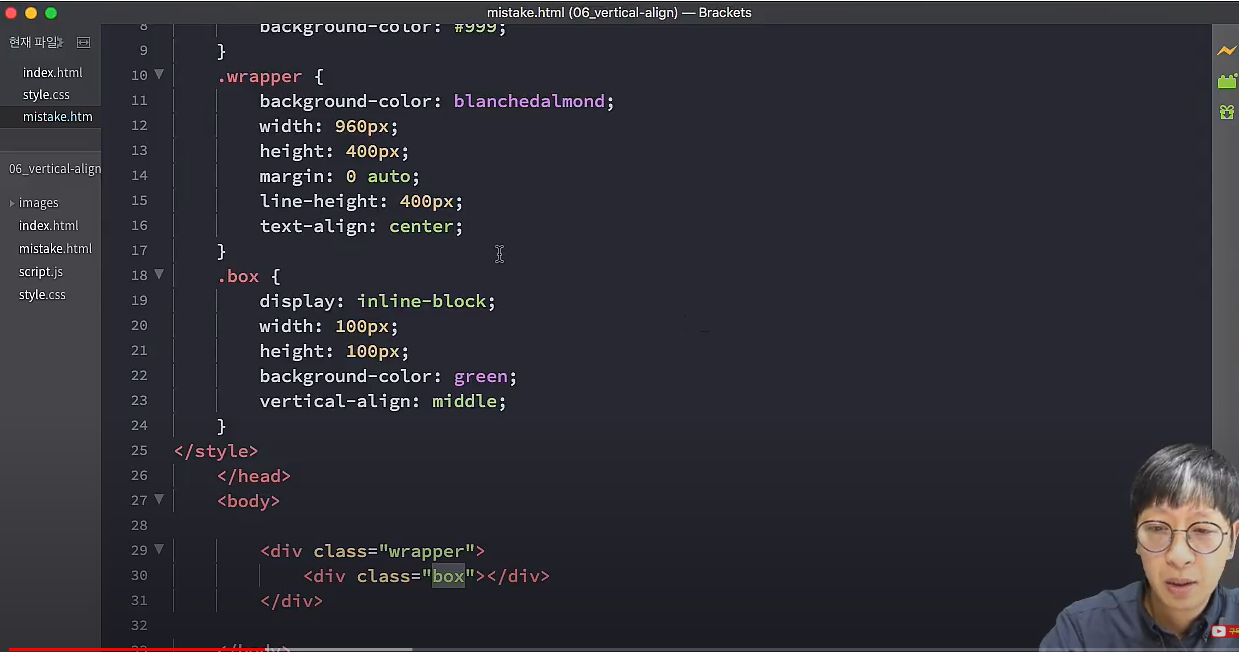 mistake.html (06_vertical-align) — Brackets
현재 파일
index.html
style.css
mistake.htm
06_vertical-align
images
index.html
mistake.html
script.js
style.css
8 background-color: #999;
9 }
10 .wrapper {
11 background-color: blanchedalmond;
12 width: 960px;
13 height: 400px;
14 margin: 0 auto;
15 line-height: 400px;
16 text-align: center;
17 }
18 .box {
19 display: inline-block;
20 width: 100px;
21 height: 100px;
22 background-color: green;
23 vertical-align: middle;
24 }
25 </style>
26 </head>
27 <body>
28
29 <div class="wrapper">
30 <div class="box"></div>
31 </div>
32
33 </body>
구독